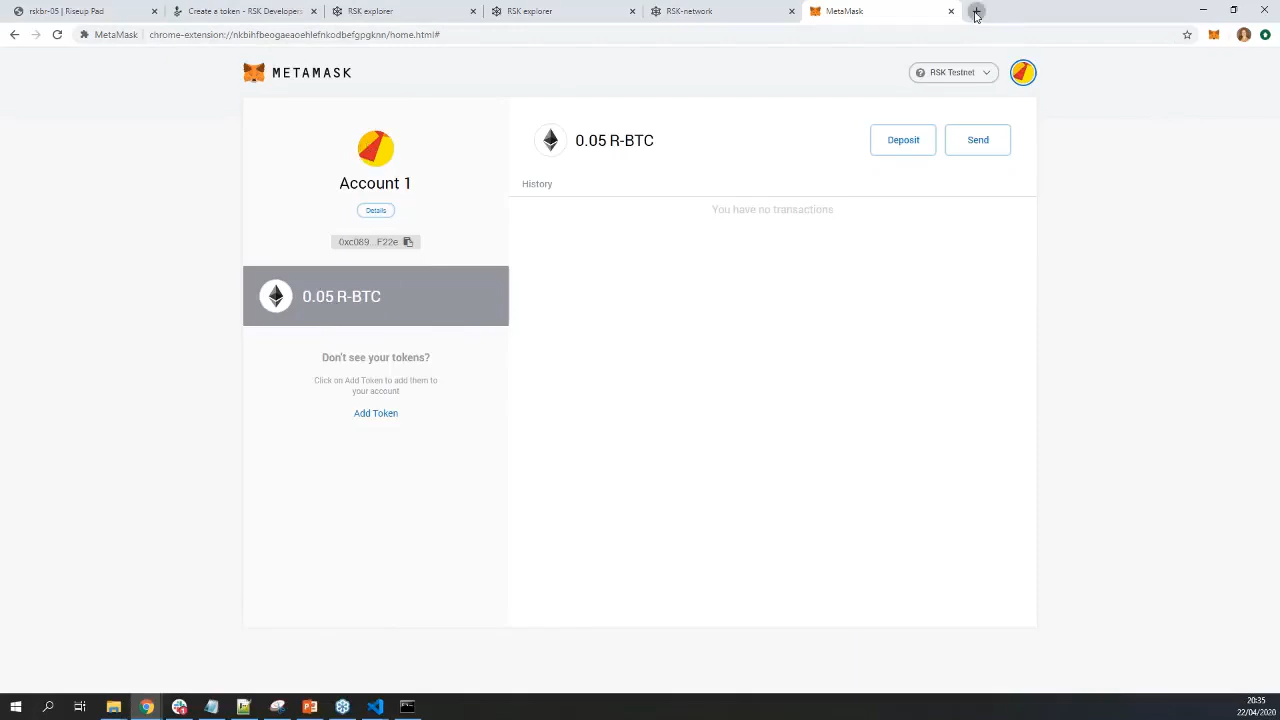 rskbr-05 | Riseup Pad
Create a token - RSK Developers
RSK explorer
RSK explorer
RSK-network
MetaMask
MetaMask
chrome-extension://nkbihfbeogaeaoehlefnkodbefgpgknn/home.html#
METAMASK
RSK Testnet
Account 1
Details
0xc089...F22e
0.05 R-BTC
Don't see your tokens?
Click on Add Token to add them to
your account
Add Token
0.05 R-BTC
Deposit
Send
History
You have no transactions
20:35
22/04/2020